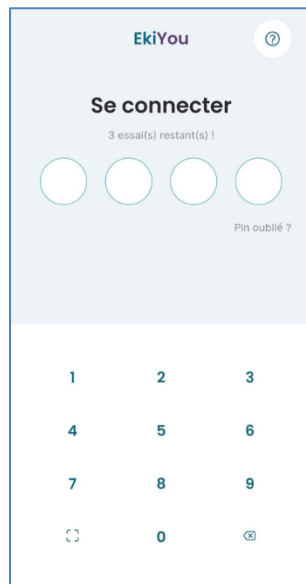 EkiYou
Se connecter
3 essai(s) restant(s) !
Pin oublié ?
1 2 3
4 5 6
7 8 9
0